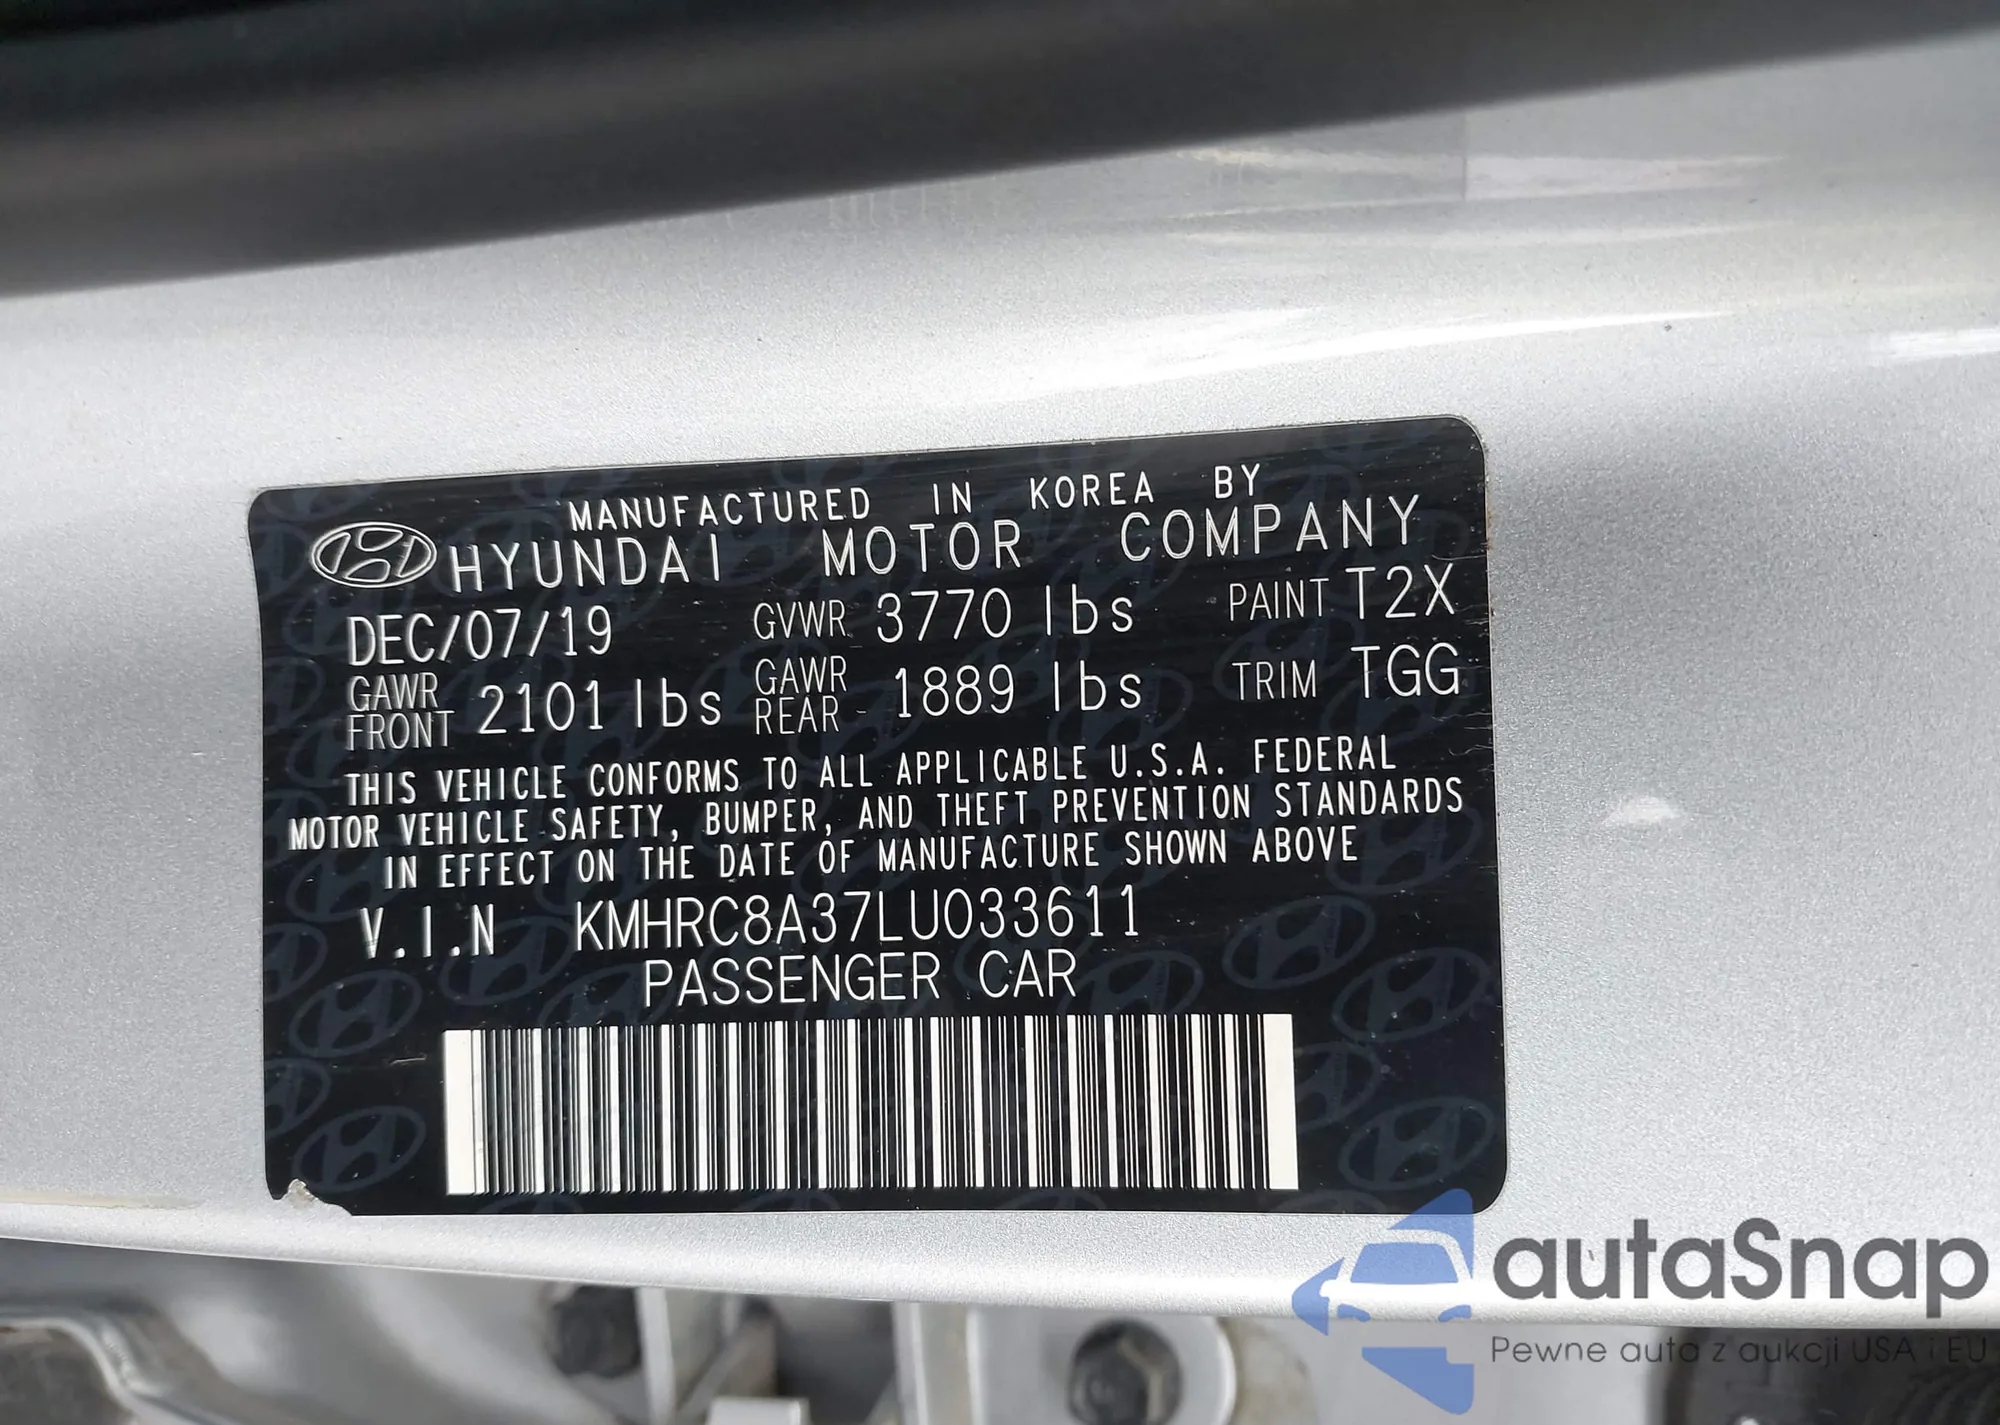 MANUFACTURED IN KOREA BY
HYUNDAI MOTOR COMPANY
DEC/07/19 GVWR 3770 lbs PAINT T2X
GAWR FRONT 2101 lbs GAWR REAR 1889 lbs TRIM TGG
THIS VEHICLE CONFORMS TO ALL APPLICABLE U.S.A. FEDERAL
MOTOR VEHICLE SAFETY, BUMPER, AND THEFT PREVENTION STANDARDS
IN EFFECT ON THE DATE OF MANUFACTURE SHOWN ABOVE
V.I.N KMHRC8A37LU033611
PASSENGER CAR
autaSnap
Pewne auta z aukcji USA i EU